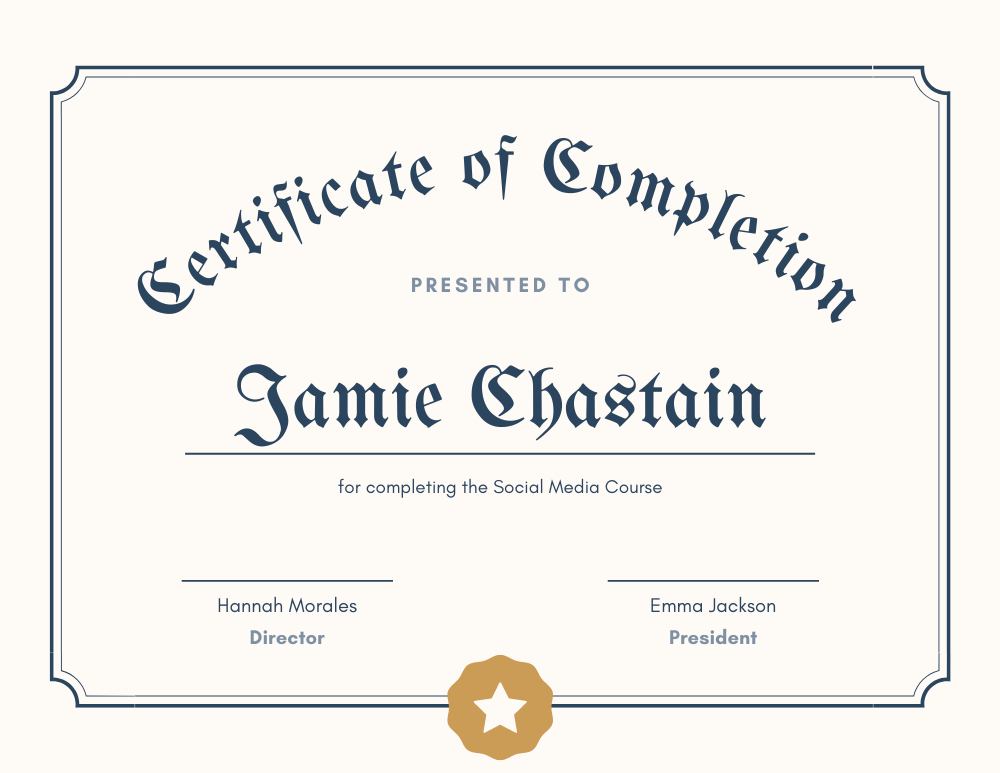 Certificate of Completion
PRESENTED TO
Jamie Chastain
for completing the Social Media Course
Hannah Morales
Director
Emma Jackson
President